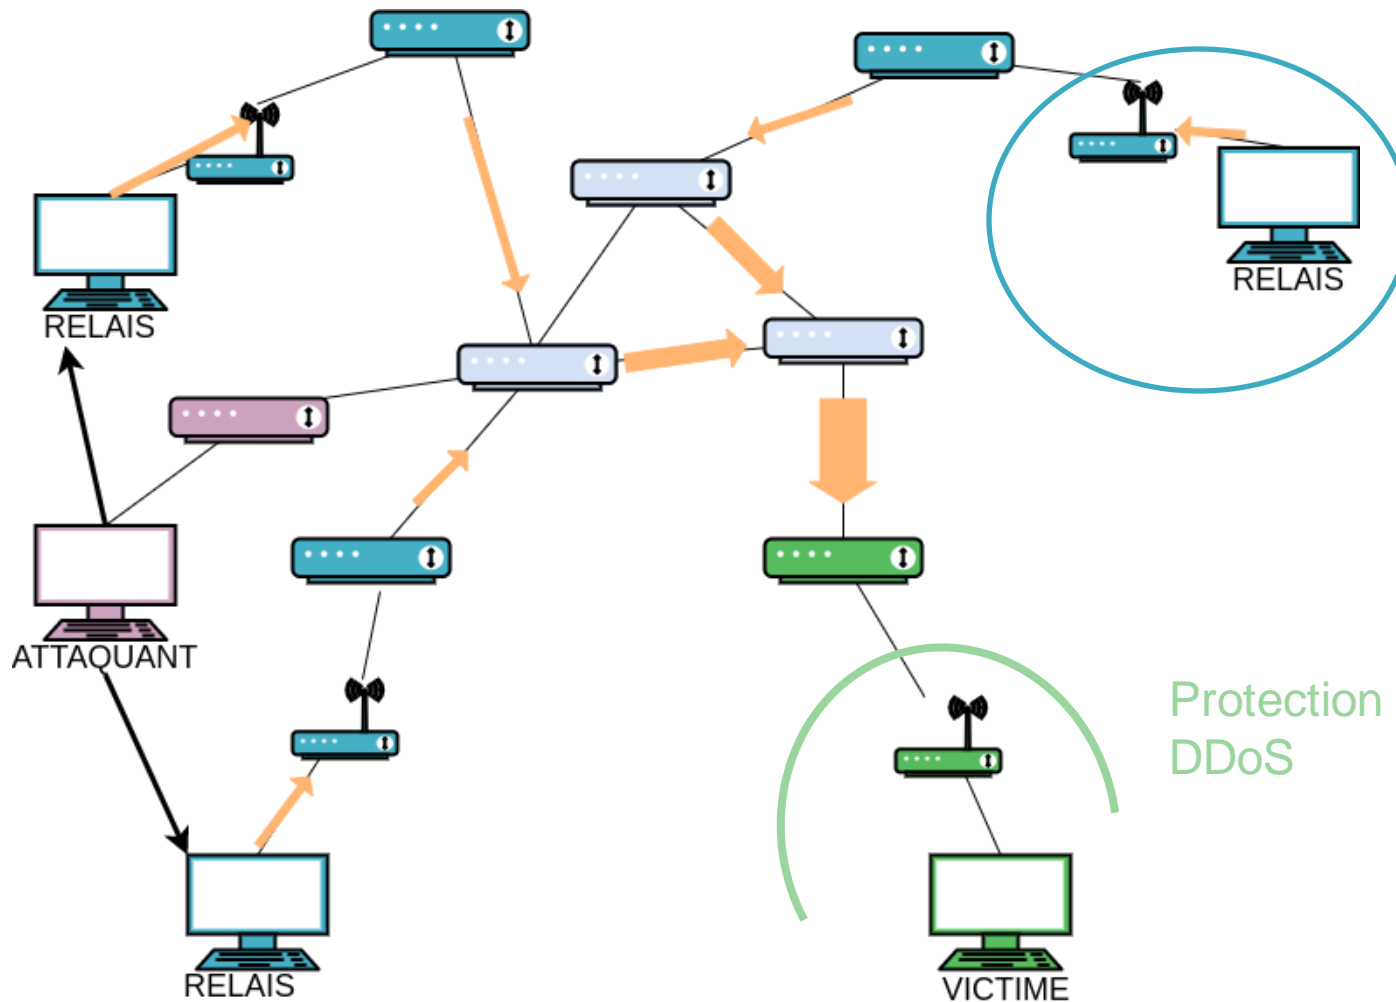 RELAIS
RELAIS
ATTAQUANT
Protection
DDoS
RELAIS
VICTIME